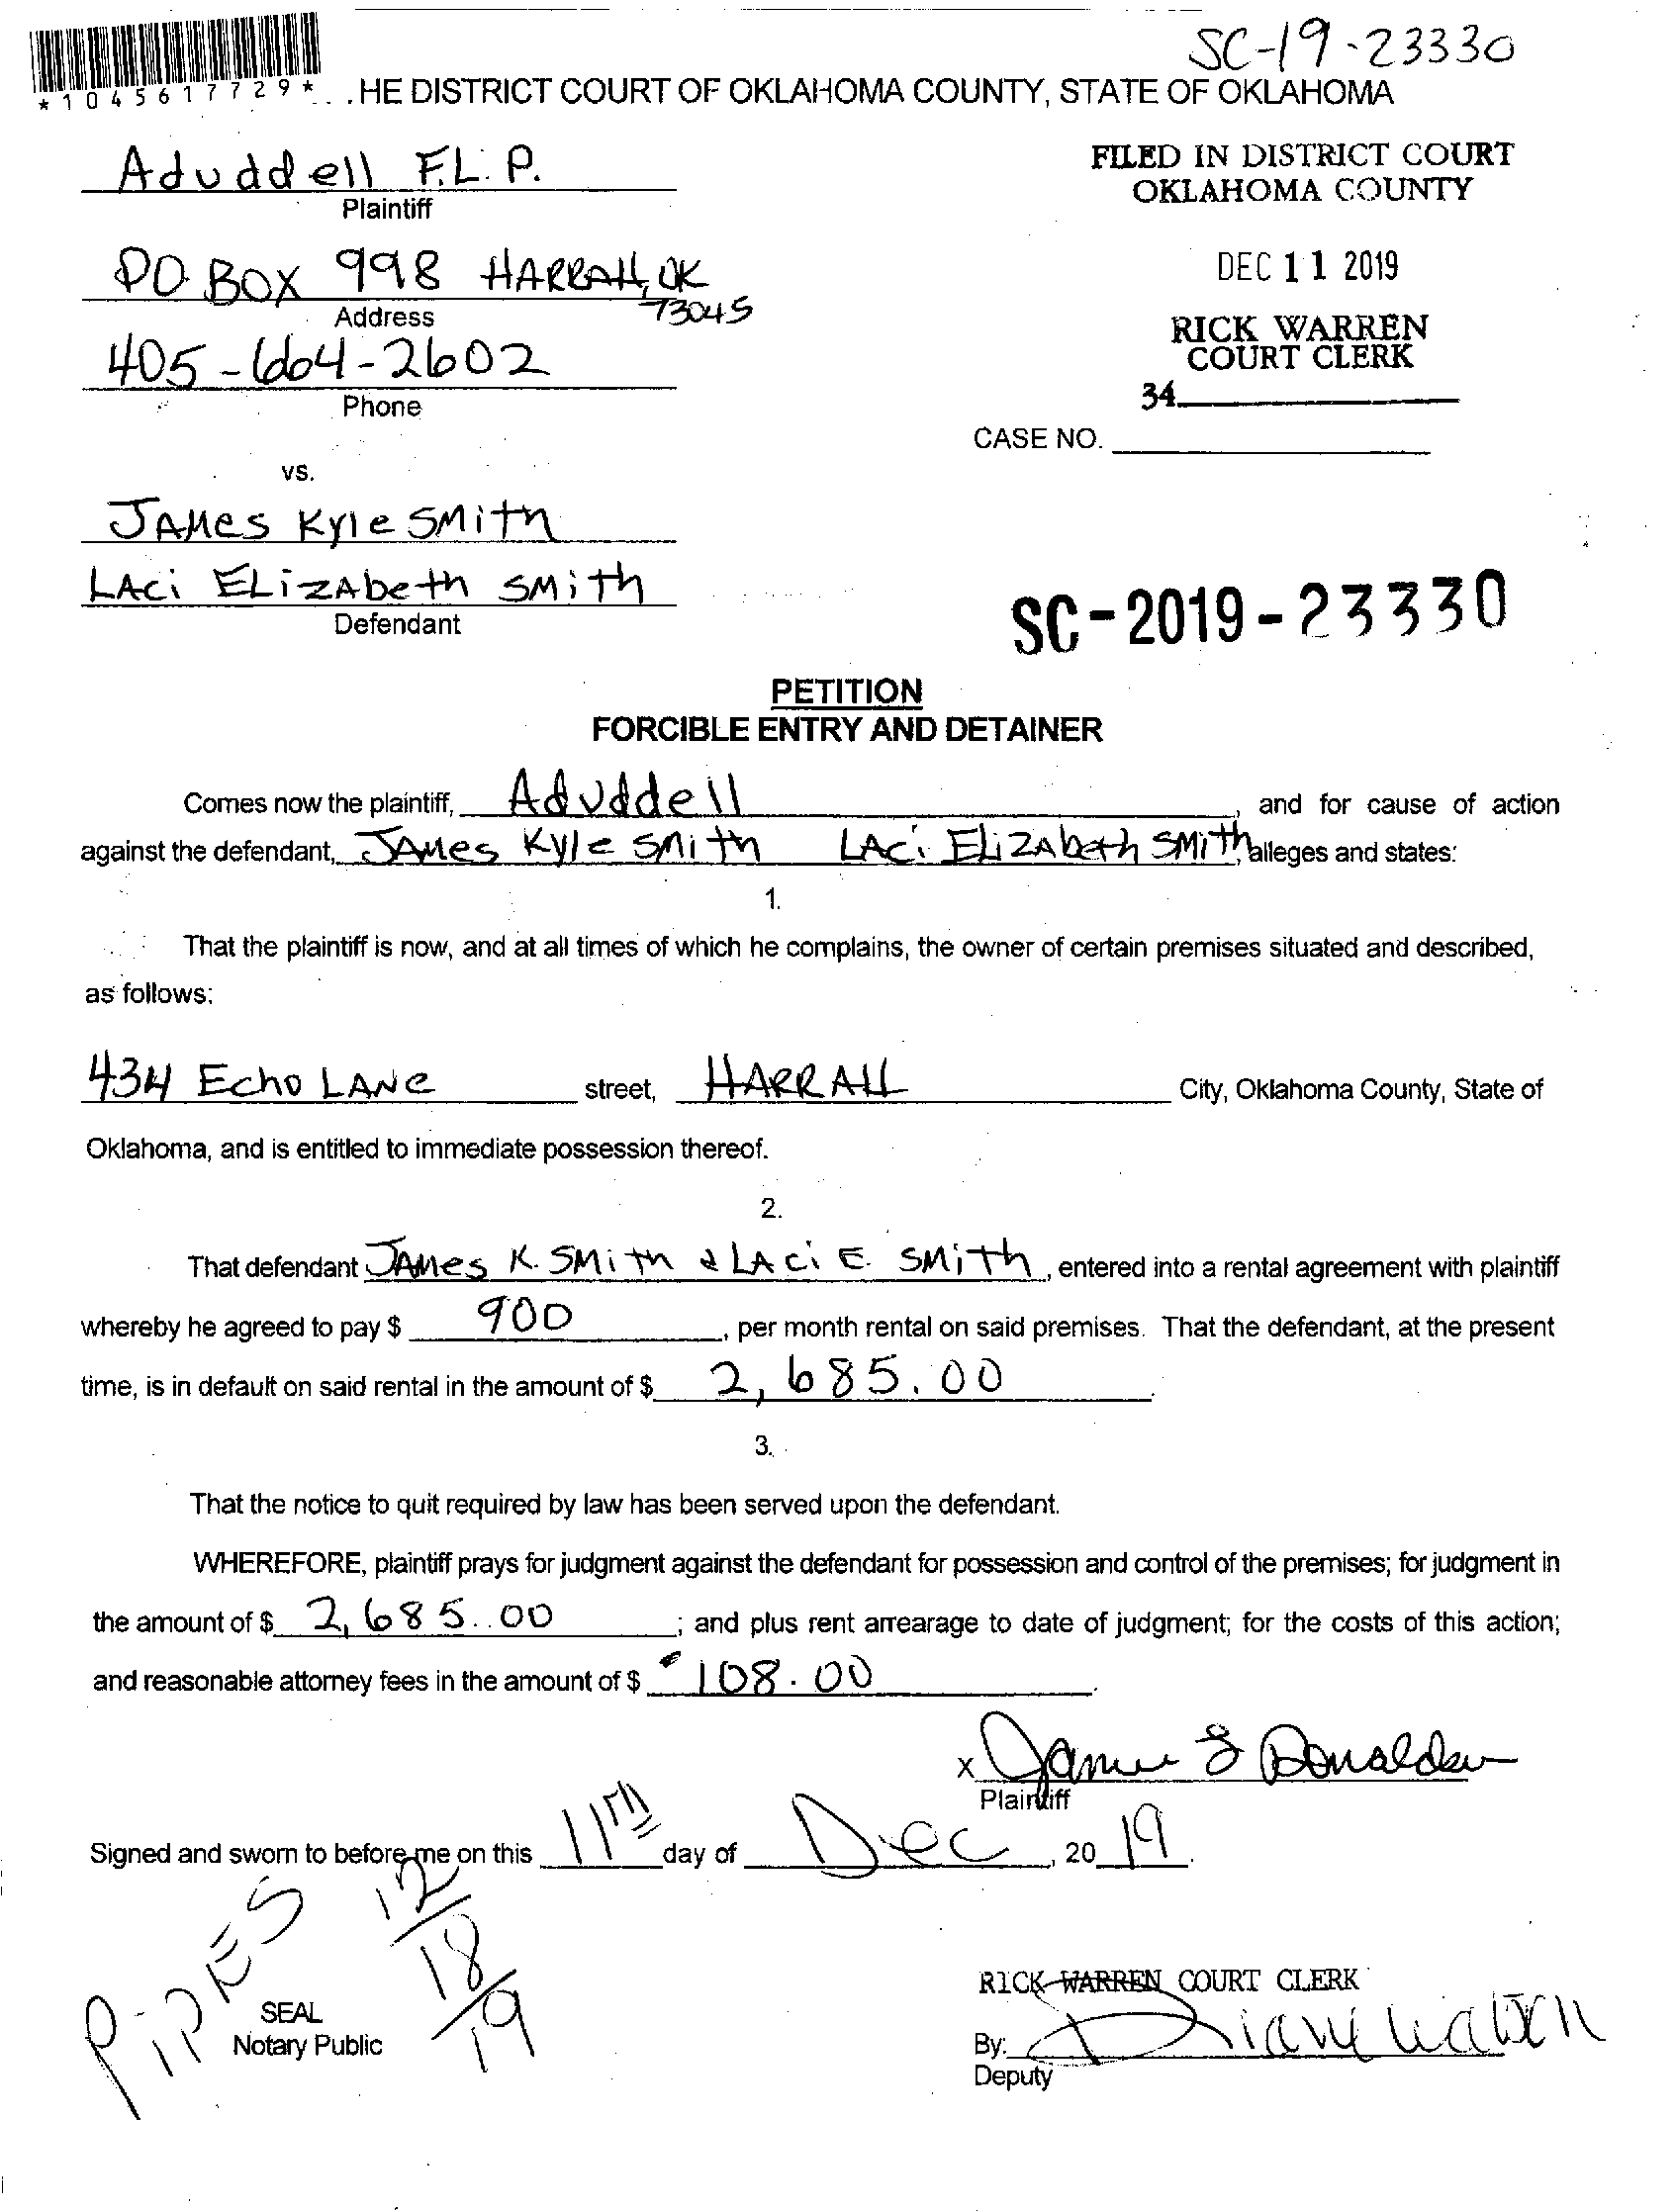 SC-19-23330
*1045617729*
HE DISTRICT COURT OF OKLAHOMA COUNTY, STATE OF OKLAHOMA
Aduddell F.L.P.
Plaintiff
FILED IN DISTRICT COURT
OKLAHOMA COUNTY
PO BOX 998 HARRAH, OK
73045
Address
DEC 11 2019
405-664-2602
Phone
RICK WARREN
COURT CLERK
34
CASE NO.
vs.
JAMes Kyle SMith
LAci ELizAbeth SMith
Defendant
SC-2019-23330
PETITION
FORCIBLE ENTRY AND DETAINER
Comes now the plaintiff, Aduddell, and for cause of action
against the defendant, JAMes Kyle SMith LAci ELizAbeth SMith, alleges and states:
1.
That the plaintiff is now, and at all times of which he complains, the owner of certain premises situated and described,
as follows:
434 Echo LANe street, HARRAH City, Oklahoma County, State of
Oklahoma, and is entitled to immediate possession thereof.
2.
That defendant JAMes K. SMith & LAci E. SMith, entered into a rental agreement with plaintiff
whereby he agreed to pay $ 900, per month rental on said premises. That the defendant, at the present
time, is in default on said rental in the amount of $ 2,685.00.
3.
That the notice to quit required by law has been served upon the defendant.
WHEREFORE, plaintiff prays for judgment against the defendant for possession and control of the premises; for judgment in
the amount of $ 2,685.00; and plus rent arrearage to date of judgment; for the costs of this action;
and reasonable attorney fees in the amount of $ 108.00.
x Donaldson
Plaintiff
Signed and sworn to before me on this 11th day of Dec, 2019.
12/18/19
SEAL
Notary Public
RICK WARREN COURT CLERK
By:
Deputy